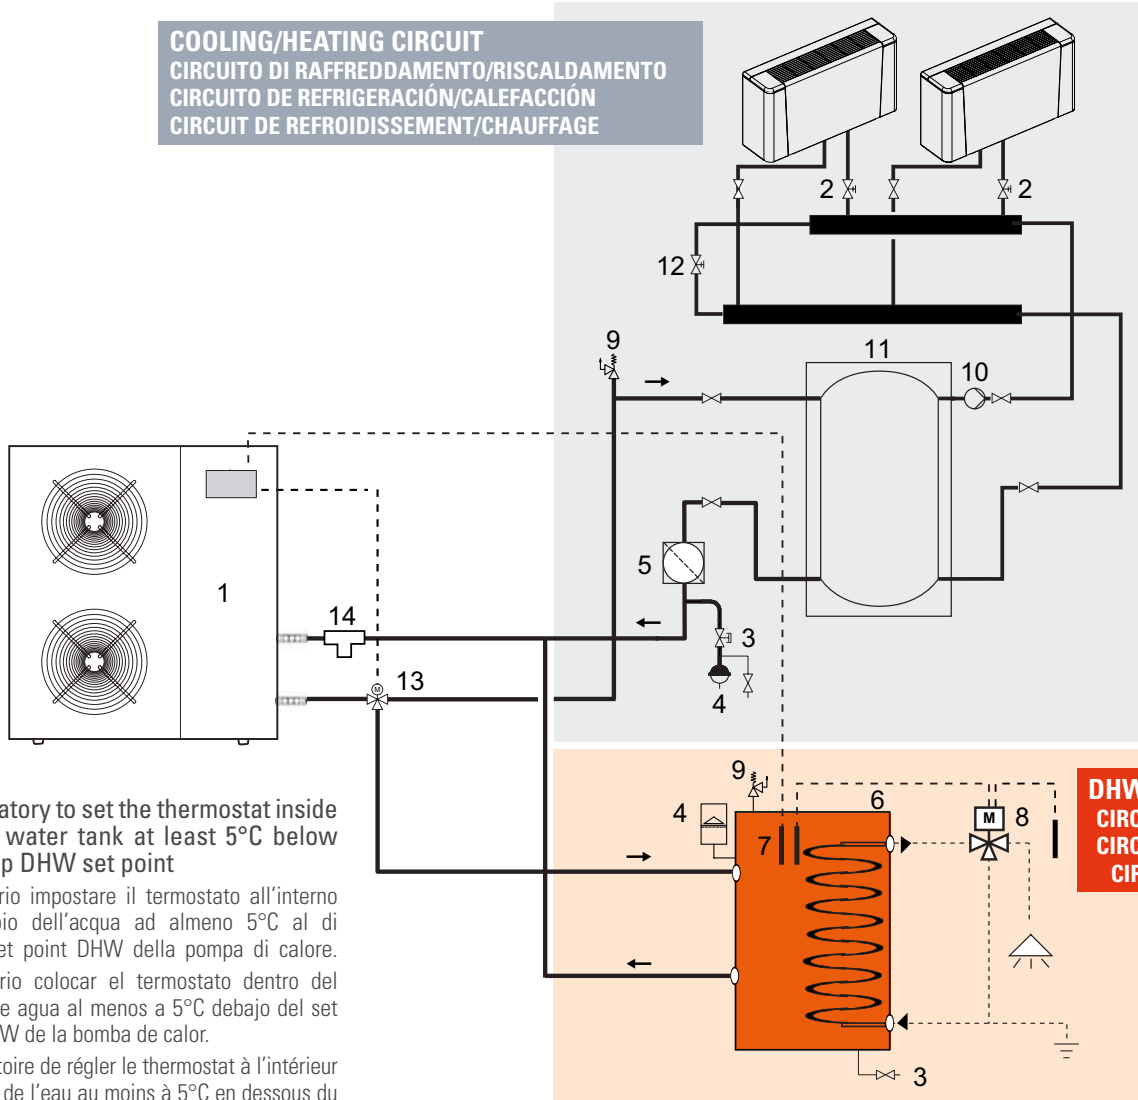 COOLING/HEATING CIRCUIT
CIRCUITO DI RAFFREDDAMENTO/RISCALDAMENTO
CIRCUITO DE REFRIGERACIÓN/CALEFACCIÓN
CIRCUIT DE REFROIDISSEMENT/CHAUFFAGE
2
2
12
9
11
10
5
1
14
3
13
4
atory to set the thermostat inside
water tank at least 5°C below
p DHW set point
rio impostare il termostato all'interno
oio dell'acqua ad almeno 5°C al di
et point DHW della pompa di calore.
rio colocar el termostato dentro del
e agua al menos a 5°C debajo del set
W de la bomba de calor.
toire de régler le thermostat à l'intérieur
de l'eau au moins à 5°C en dessous du
9
4
6
7
M
M
8
DHW
CIRC
CIRC
CIR
3